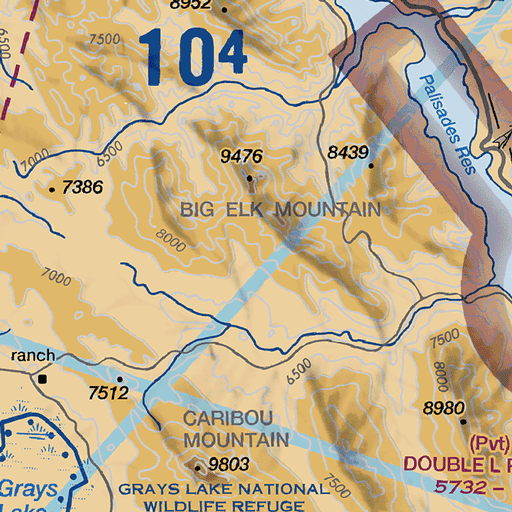 8952
6500
7500
10⁴
Palisades Res
6500
7000
9476
8439
7386
BIG ELK MOUNTAIN
8000
7000
7500
ranch
6500
8000
7512
CARIBOU
MOUNTAIN
8980
(Pvt)
9803
DOUBLE L R
Grays
Lake
GRAYS LAKE NATIONAL
WILDLIFE REFUGE
7500
5732 –